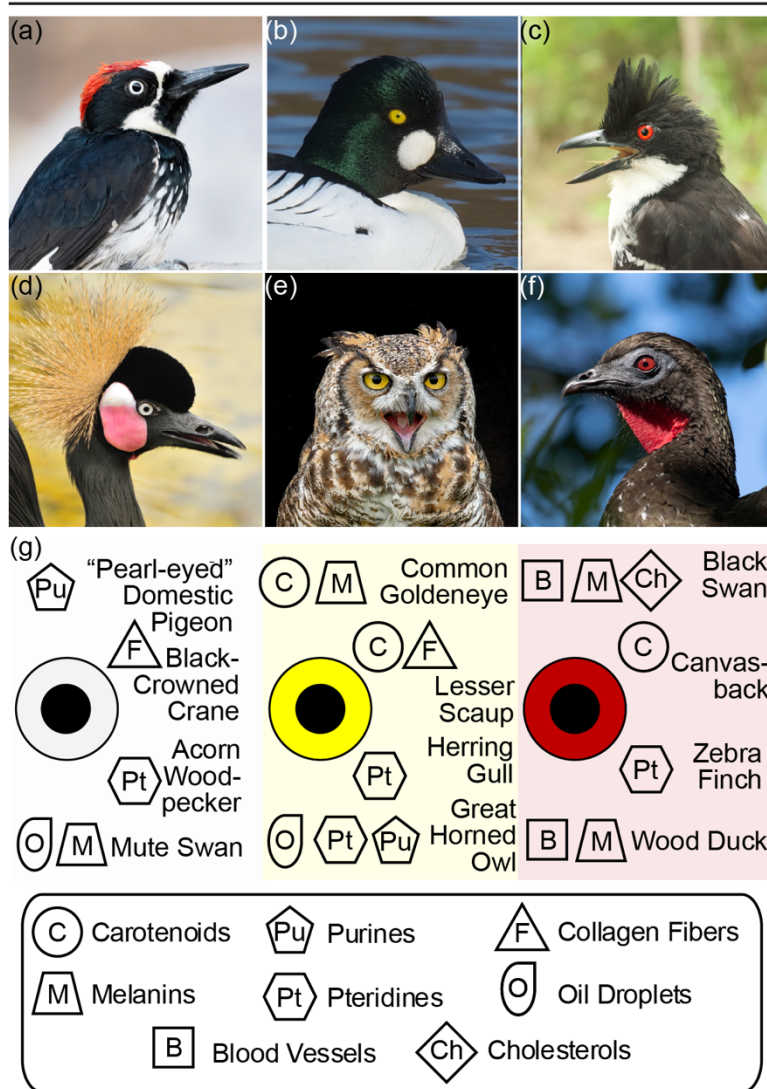 (a)
(b)
(c)
(d)
(e)
(f)
(g)
Pu
"Pearl-eyed"
Domestic
Pigeon
F
Black-
Crowned
Crane
Pt
Acorn
Wood-
pecker
O M Mute Swan
C M
Common
Goldeneye
C F
Lesser
Scaup
Pt
Herring
Gull
O Pt Pu
Great
Horned
Owl
B M Ch
Black
Swan
C
Canvas-
back
Pt
Zebra
Finch
B M Wood Duck
C Carotenoids
Pu Purines
F Collagen Fibers
M Melanins
Pt Pteridines
O Oil Droplets
B Blood Vessels
Ch Cholesterols